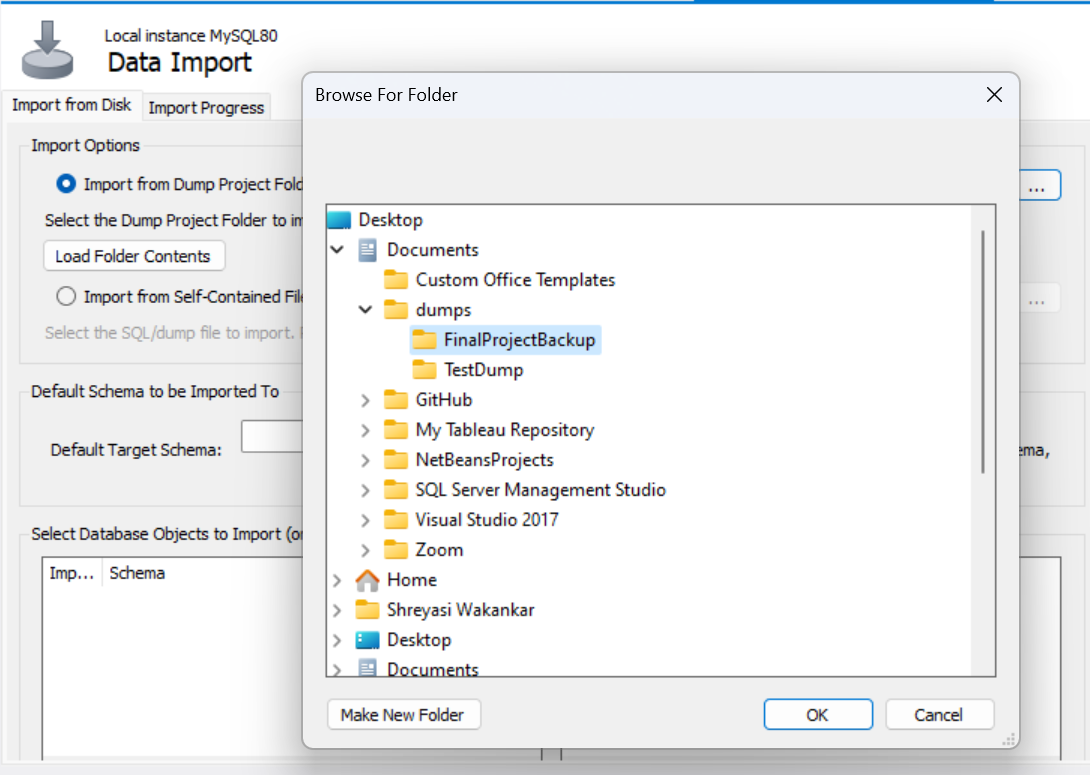 Local instance MySQL80
Data Import
Import from Disk
Import Progress
Import Options
Import from Dump Project Fold
...
Select the Dump Project Folder to im
Load Folder Contents
Import from Self-Contained File
...
Select the SQL/dump file to import.
Default Schema to be Imported To
Default Target Schema:
ema,
Select Database Objects to Import (on
Imp...
Schema
Browse For Folder
Desktop
Documents
Custom Office Templates
dumps
FinalProjectBackup
TestDump
GitHub
My Tableau Repository
NetBeansProjects
SQL Server Management Studio
Visual Studio 2017
Zoom
Home
Shreyasi Wakankar
Desktop
Documents
Make New Folder
OK
Cancel